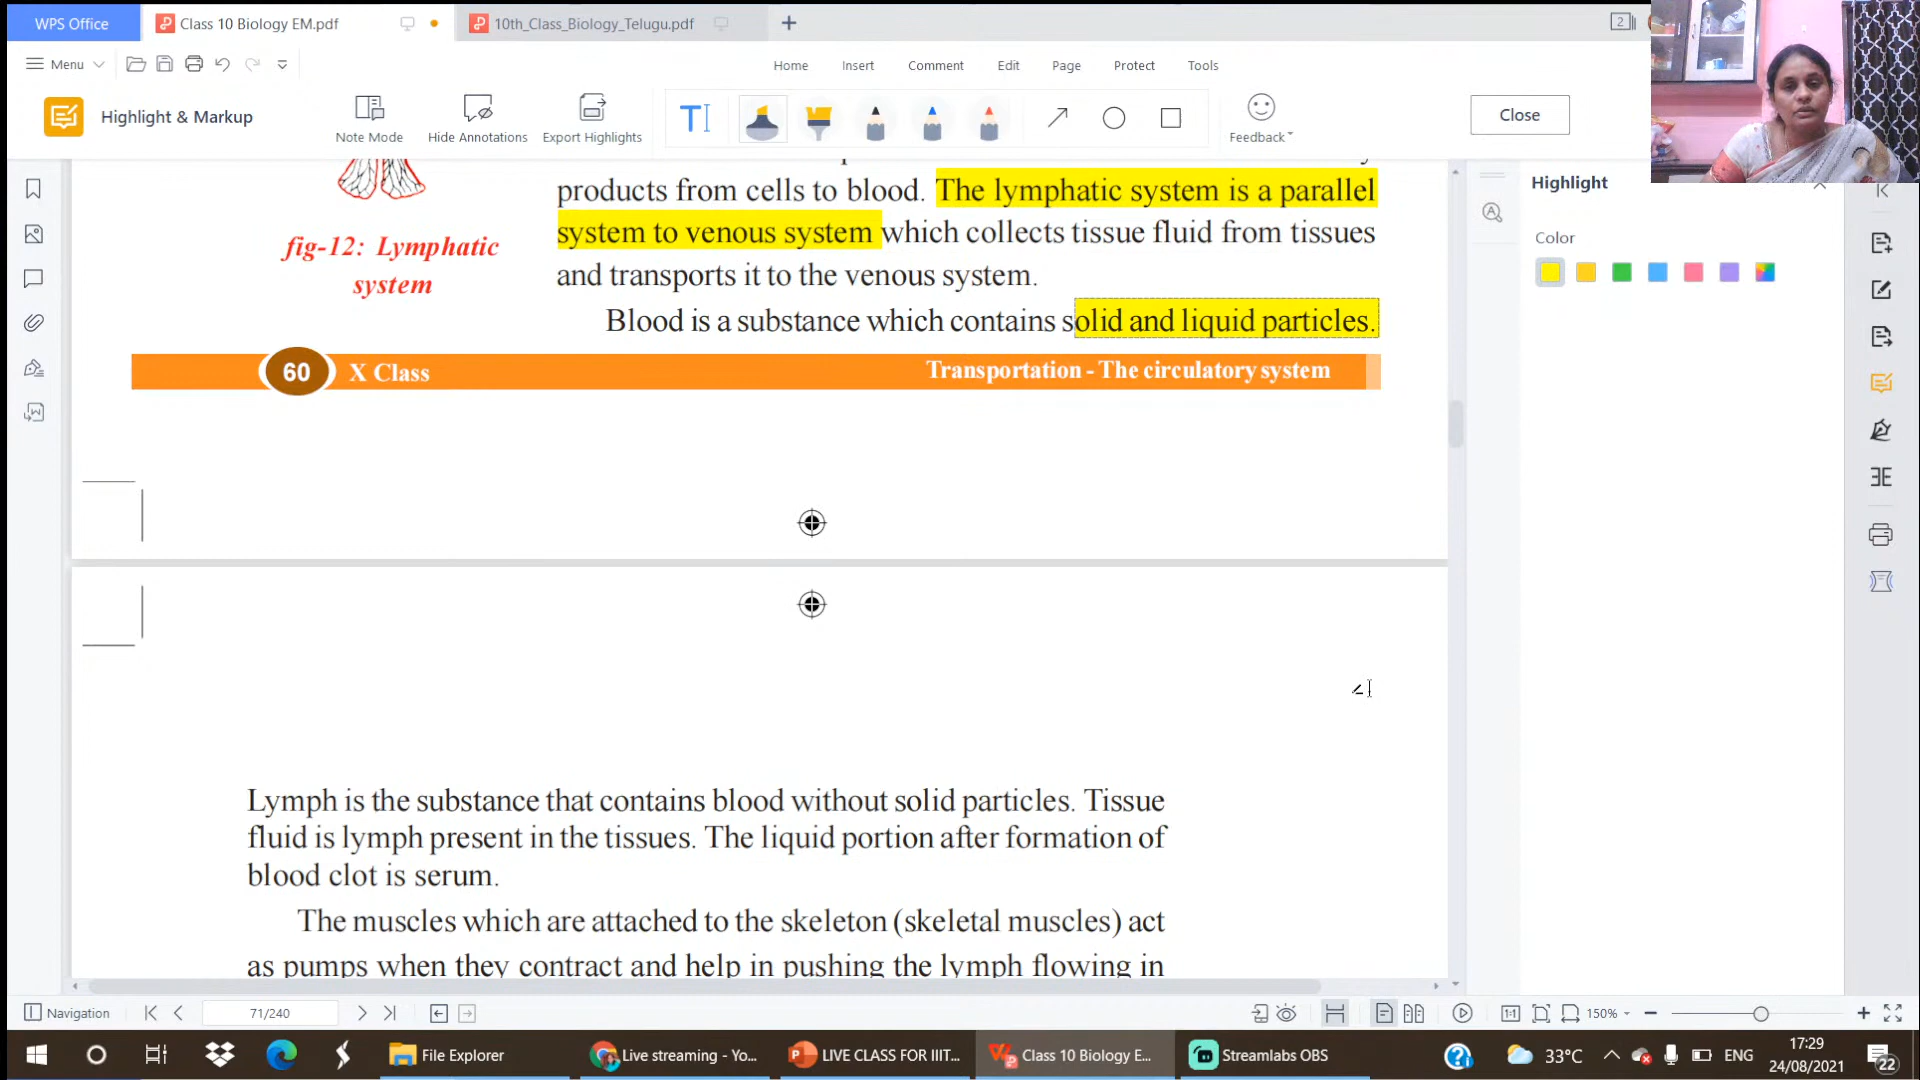 WPS Office
Class 10 Biology EM.pdf
10th_Class_Biology_Telugu.pdf
2
Menu
Home
Insert
Comment
Edit
Page
Protect
Tools
Highlight & Markup
Note Mode
Hide Annotations
Export Highlights
Feedback
Close
products from cells to blood. The lymphatic system is a parallel
system to venous system which collects tissue fluid from tissues
and transports it to the venous system.
fig-12: Lymphatic
system
Blood is a substance which contains solid and liquid particles.
60 X Class
Transportation - The circulatory system
Lymph is the substance that contains blood without solid particles. Tissue
fluid is lymph present in the tissues. The liquid portion after formation of
blood clot is serum.
The muscles which are attached to the skeleton (skeletal muscles) act
as pumps when they contract and help in pushing the lymph flowing in
Highlight
Color
Navigation
71/240
1:1
150%
File Explorer
Live streaming - Yo...
LIVE CLASS FOR IIIT...
Class 10 Biology E...
Streamlabs OBS
33°C
ENG
17:29
24/08/2021
22